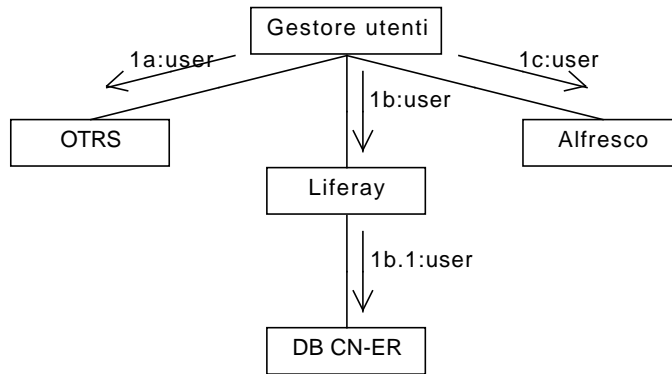 Gestore utenti
1a:user
1c:user
1b:user
OTRS
Alfresco
Liferay
1b.1:user
DB CN-ER